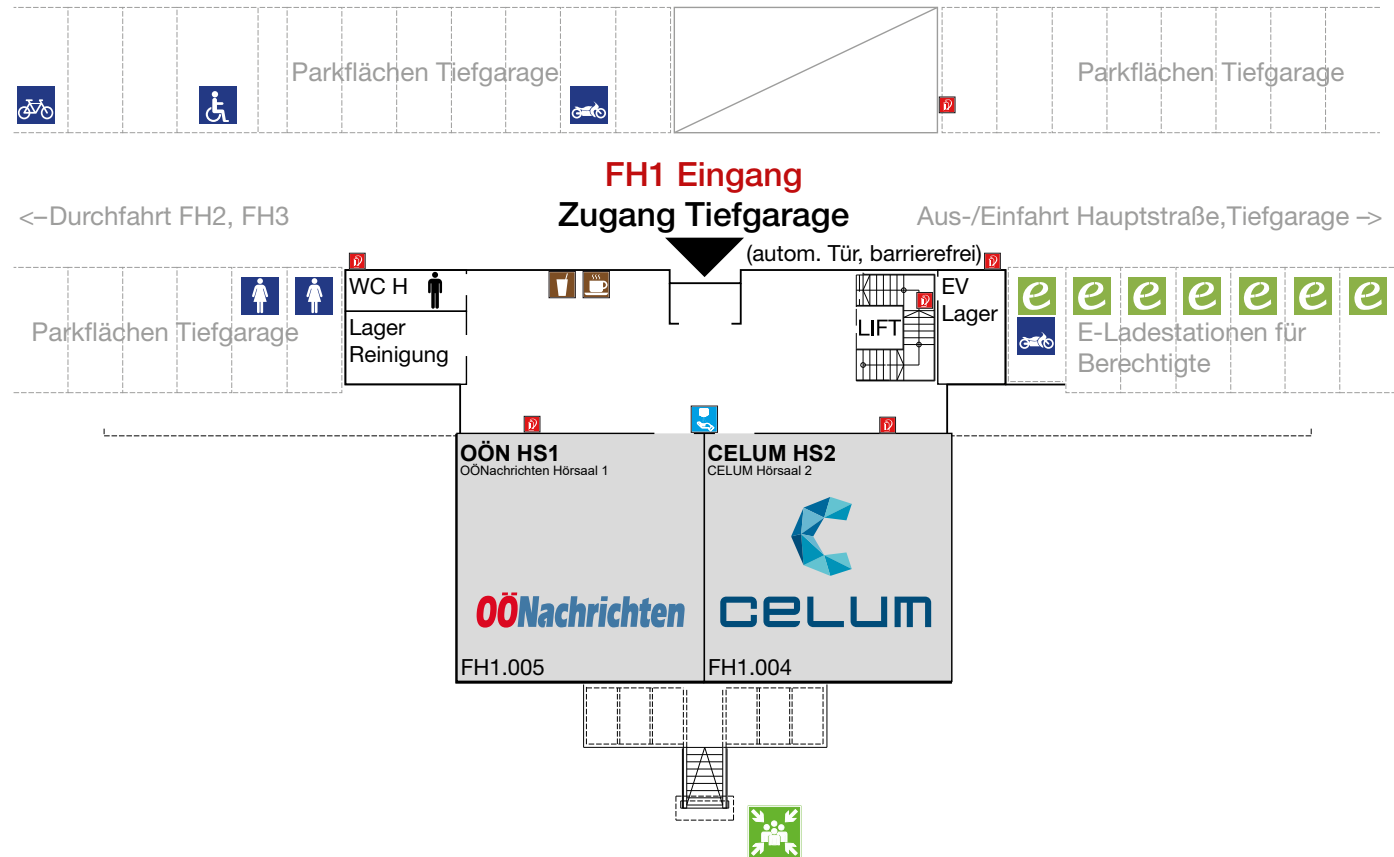 Parkflächen Tiefgarage
Parkflächen Tiefgarage
FH1 Eingang
<–Durchfahrt FH2, FH3
Zugang Tiefgarage
Aus-/Einfahrt Hauptstraße,Tiefgarage –>
(autom. Tür, barrierefrei)
WC H
EV
Lager
e e e e e e e
Parkflächen Tiefgarage
Lager
Reinigung
LIFT
E-Ladestationen für
Berechtigte
OÖN HS1
OÖNachrichten Hörsaal 1
CELUM HS2
CELUM Hörsaal 2
OÖNachrichten
CELUM
FH1.005
FH1.004